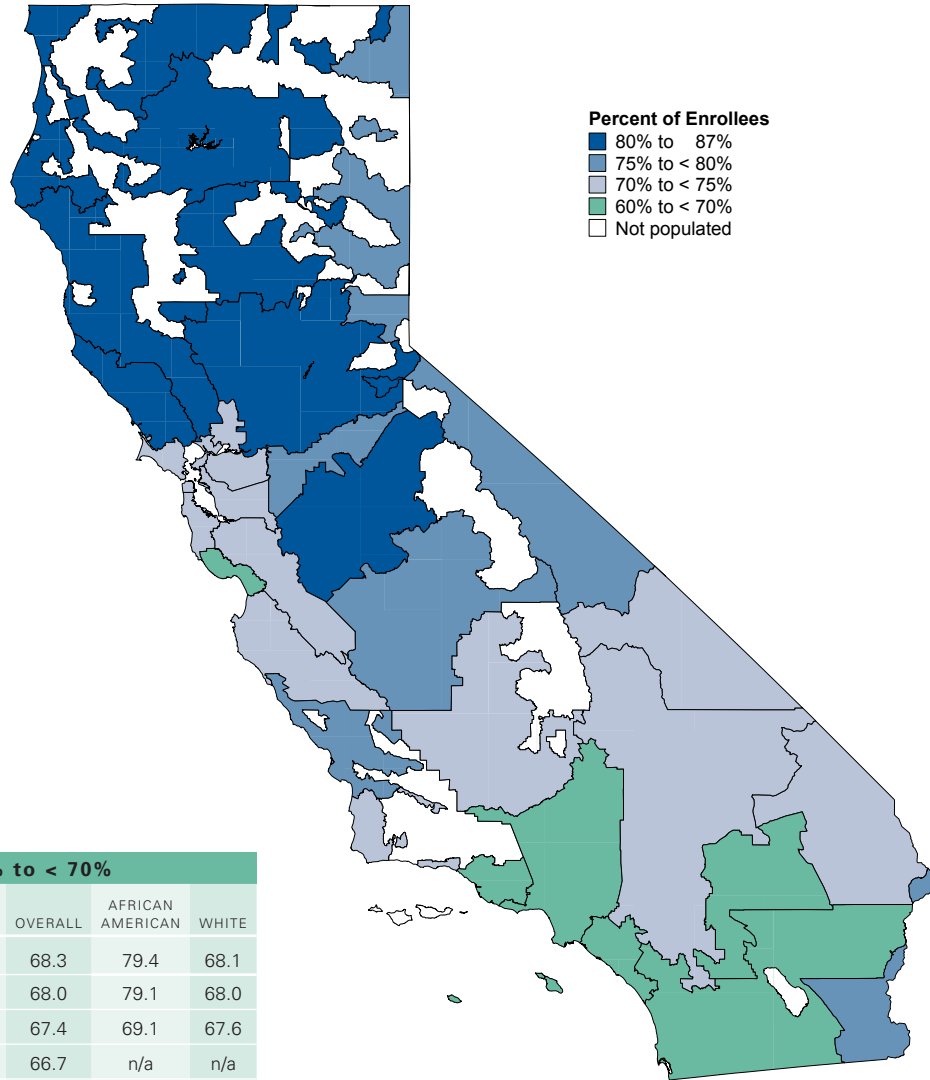 Percent of Enrollees
80% to 87%
75% to < 80%
70% to < 75%
60% to < 70%
Not populated
% to < 70%
OVERALL AFRICAN AMERICAN WHITE
68.3 79.4 68.1
68.0 79.1 68.0
67.4 69.1 67.6
66.7 n/a n/a